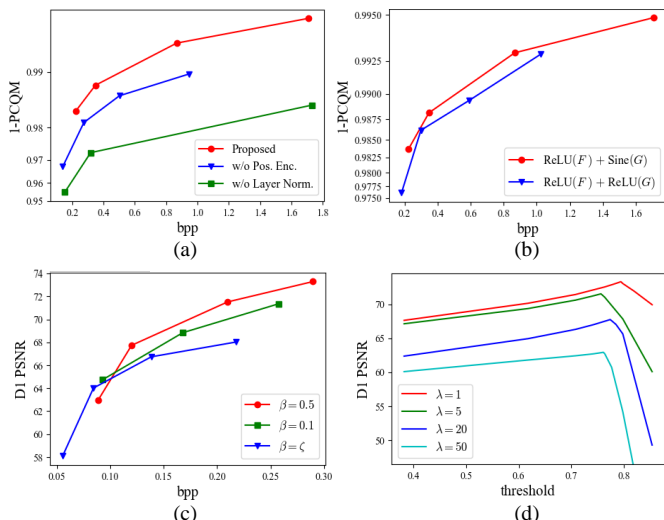 1-PCQM
0.99
0.98
0.97
0.96
0.95
0.2 0.4 0.6 0.8 1.0 1.2 1.4 1.6 1.8
bpp
Proposed
w/o Pos. Enc.
w/o Layer Norm.
(a)
1-PCQM
0.9950
0.9925
0.9900
0.9850
0.9825
0.9800
0.9775
0.9750
0.2 0.4 0.6 0.8 1.0 1.2 1.4 1.6
bpp
ReLU(F) + Sine(G)
ReLU(F) + ReLU(G)
(b)
D1 PSNR
74
72
70
68
66
64
62
60
58
0.05 0.10 0.15 0.20 0.25 0.30
bpp
β = 0.5
β = 0.1
β = ζ
(c)
D1 PSNR
70
65
60
55
50
0.4 0.5 0.6 0.7 0.8
threshold
λ = 1
λ = 5
λ = 20
λ = 50
(d)